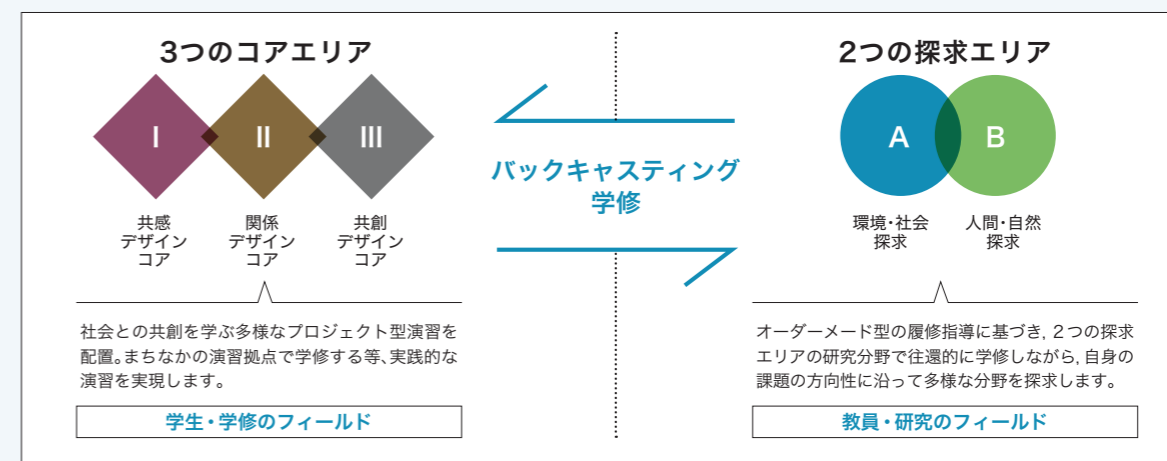 3つのコアエリア
I
II
III
共感
デザイン
コア
関係
デザイン
コア
共創
デザイン
コア
社会との共創を学ぶ多様なプロジェクト型演習を
配置。まちなかの演習拠点で学修する等、実践的な
演習を実現します。
学生・学修のフィールド
バックキャスティング
学修
2つの探求エリア
A
B
環境・社会
探求
人間・自然
探求
オーダーメード型の履修指導に基づき, 2つの探求
エリアの研究分野で往還的に学修しながら, 自身の
課題の方向性に沿って多様な分野を探求します。
教員・研究のフィールド